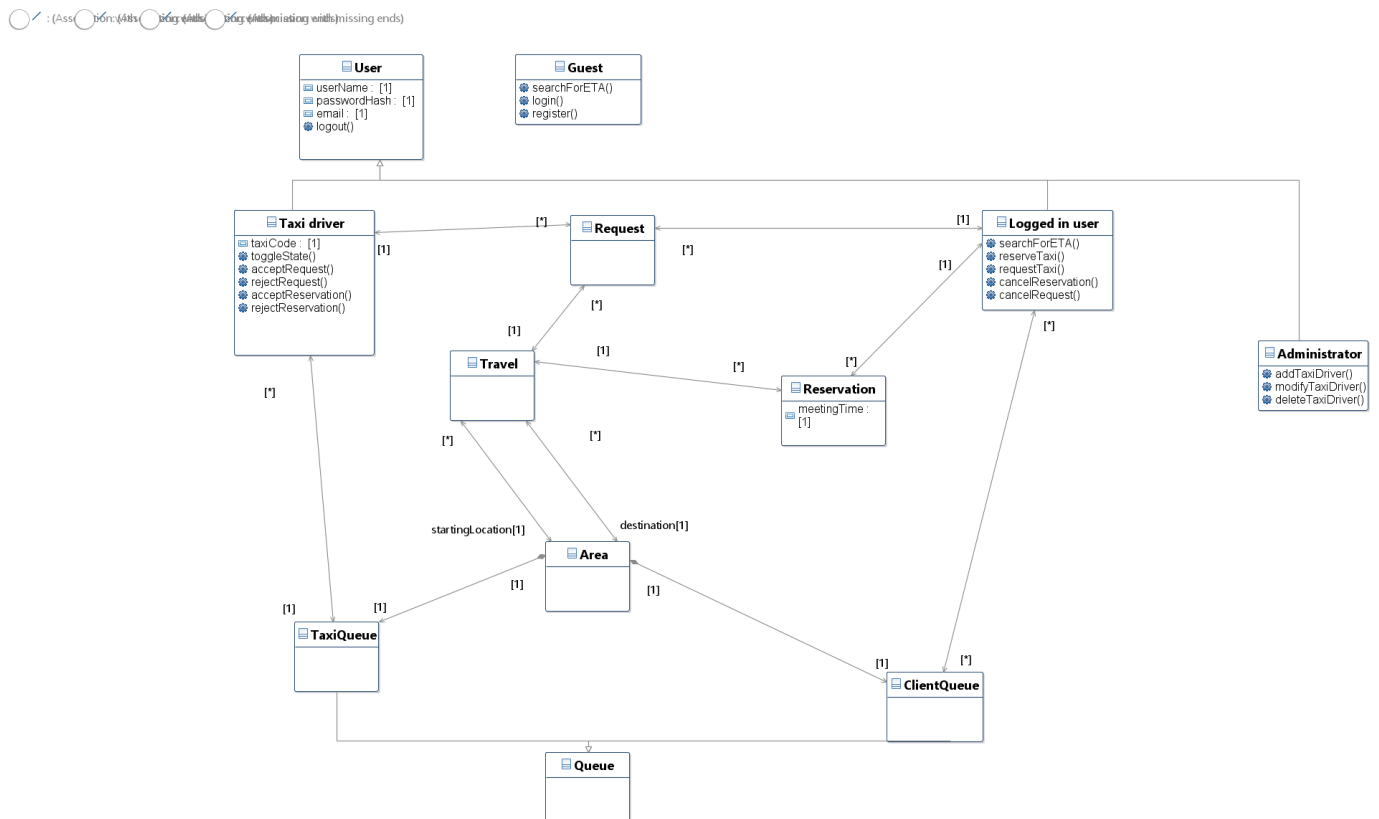 missing ends)
User
userName : [1]
passwordHash : [1]
email : [1]
logout()
Guest
searchForETA()
login()
register()
Taxi driver
taxiCode : [1]
toggleState()
acceptRequest()
rejectRequest()
acceptReservation()
rejectReservation()
[1]
[*]
Request
[*]
[1]
Logged in user
searchForETA()
reserveTaxi()
requestTaxi()
cancelReservation()
cancelRequest()
[1]
[*]
[*]
[1]
Travel
[1]
[*]
[*]
Reservation
meetingTime :
[1]
Administrator
addTaxiDriver()
modifyTaxiDriver()
deleteTaxiDriver()
[*]
[*]
[*]
startingLocation[1]
destination[1]
Area
[1]
[1]
[1]
[1]
TaxiQueue
[1]
[*]
ClientQueue
Queue